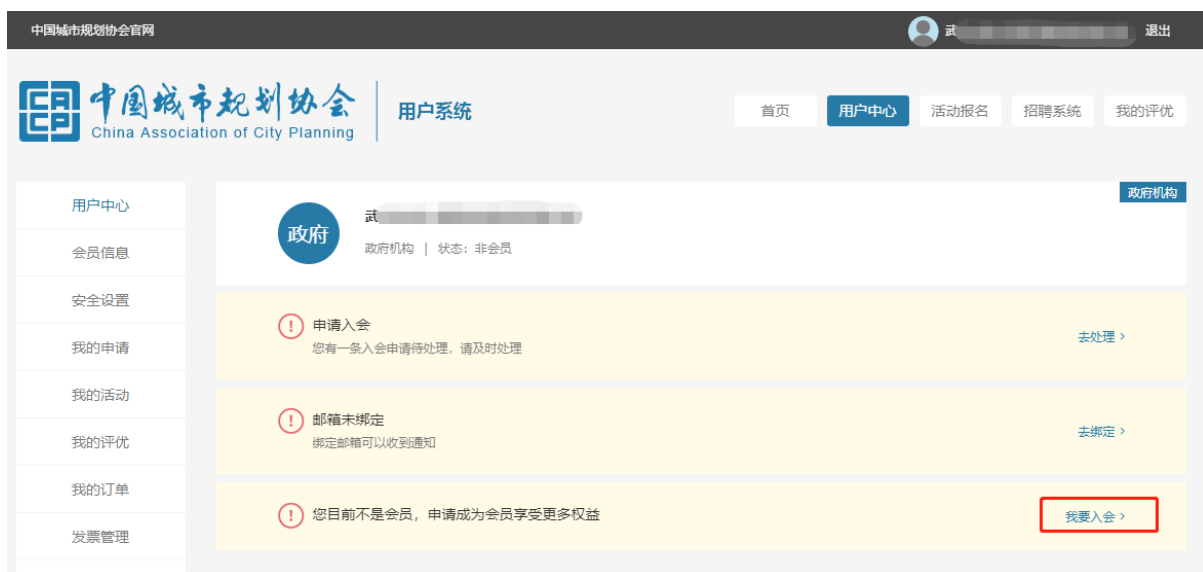 中国城市规划协会官网
武
退出
CACP
中国城市规划协会
China Association of City Planning
用户系统
首页
用户中心
活动报名
招聘系统
我的评优
用户中心
会员信息
安全设置
我的申请
我的活动
我的评优
我的订单
发票管理
政府机构
政府
武
政府机构 | 状态：非会员
申请入会
您有一条入会申请待处理，请及时处理
去处理 >
邮箱未绑定
绑定邮箱可以收到通知
去绑定 >
您目前不是会员，申请成为会员享受更多权益
我要入会 >